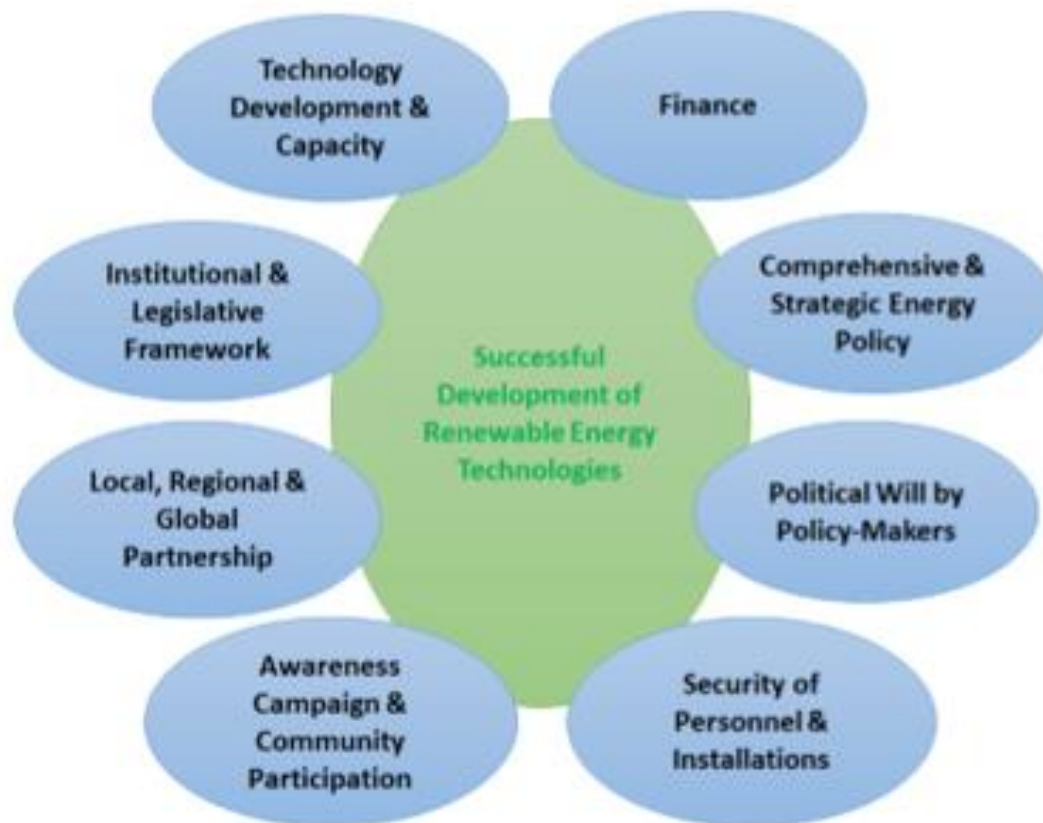 Technology
Development &
Capacity
Finance
Institutional &
Legislative
Framework
Comprehensive &
Strategic Energy
Policy
Successful
Development of
Renewable Energy
Technologies
Local, Regional &
Global
Partnership
Political Will by
Policy-Makers
Awareness
Campaign &
Community
Participation
Security of
Personnel &
Installations